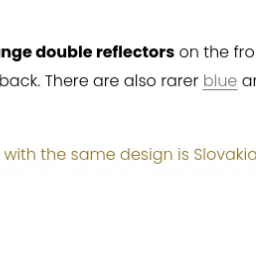 nge double reflectors on the fro
back. There are also rarer blue ar
with the same design is Slovakia